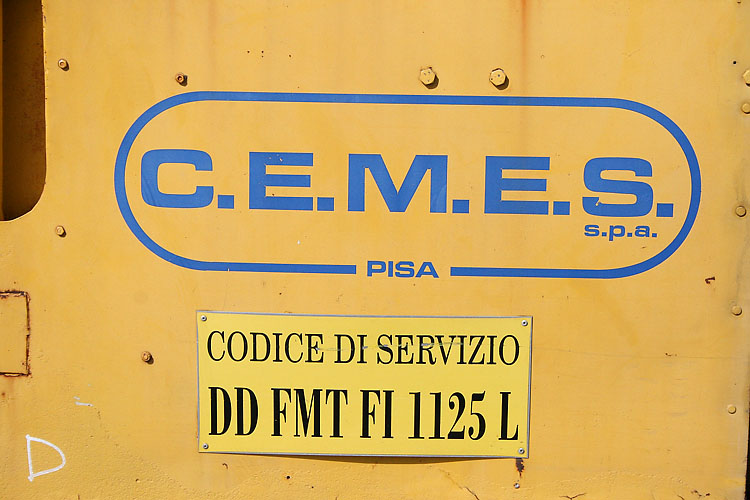 C.E.M.E.S.
s.p.a.
PISA
CODICE DI SERVIZIO
DD FMT FI 1125 L
D